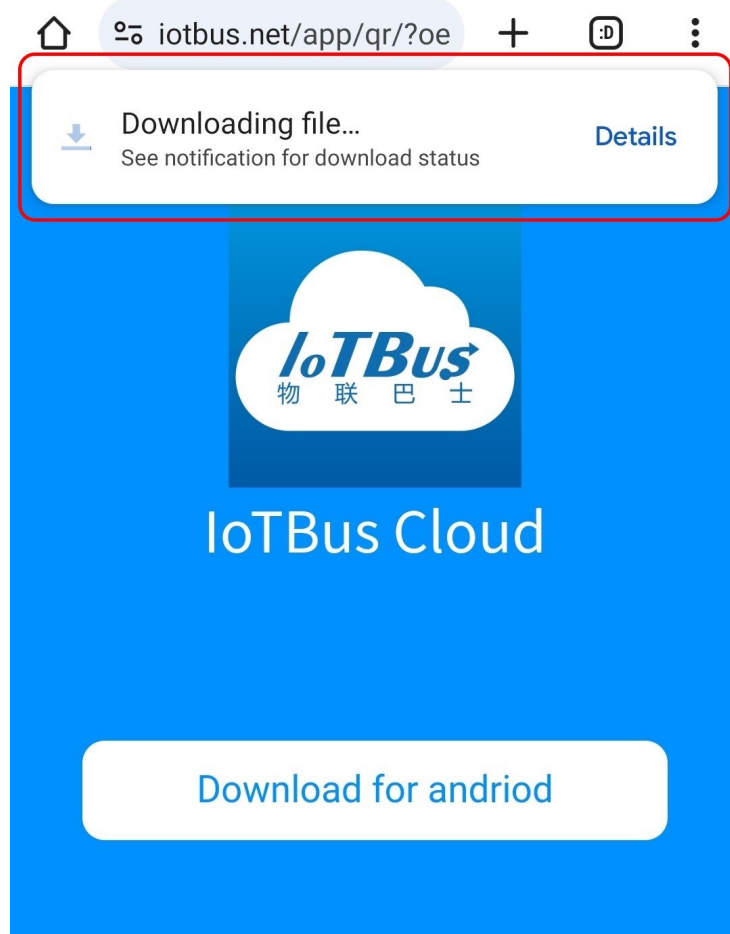 iotbus.net/app/qr/?oe
:D
Downloading file…
See notification for download status
Details
IoTBus
物联巴士
IoTBus Cloud
Download for andriod